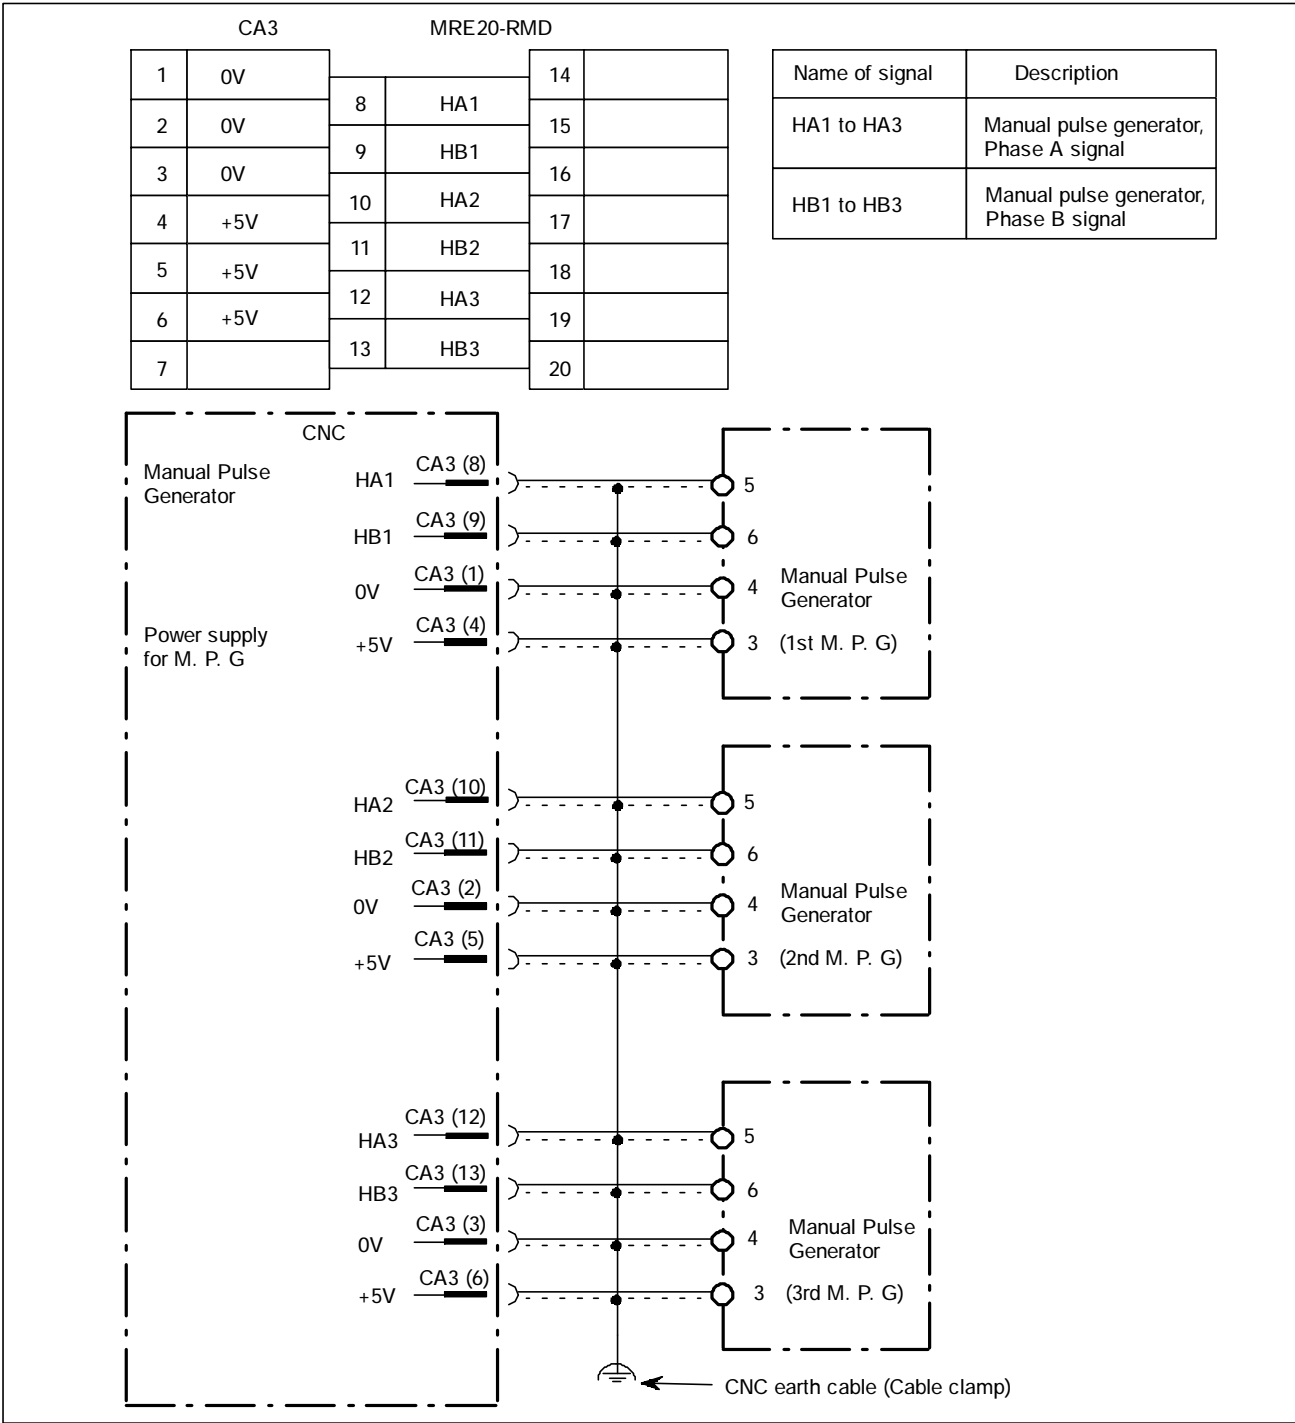 CA3 MRE20-RMD
1 0V 14
8 HA1
2 0V 15
9 HB1
3 0V 16
10 HA2
4 +5V 17
11 HB2
5 +5V 18
12 HA3
6 +5V 19
13 HB3
7 20
Name of signal Description
HA1 to HA3 Manual pulse generator,
Phase A signal
HB1 to HB3 Manual pulse generator,
Phase B signal
CNC
Manual Pulse
Generator
HA1 CA3 (8) 5
HB1 CA3 (9) 6
0V CA3 (1) 4
Manual Pulse
Generator
Power supply
for M. P. G
+5V CA3 (4) 3 (1st M. P. G)
HA2 CA3 (10) 5
HB2 CA3 (11) 6
0V CA3 (2) 4
Manual Pulse
Generator
+5V CA3 (5) 3 (2nd M. P. G)
HA3 CA3 (12) 5
HB3 CA3 (13) 6
0V CA3 (3) 4
Manual Pulse
Generator
+5V CA3 (6) 3 (3rd M. P. G)
CNC earth cable (Cable clamp)